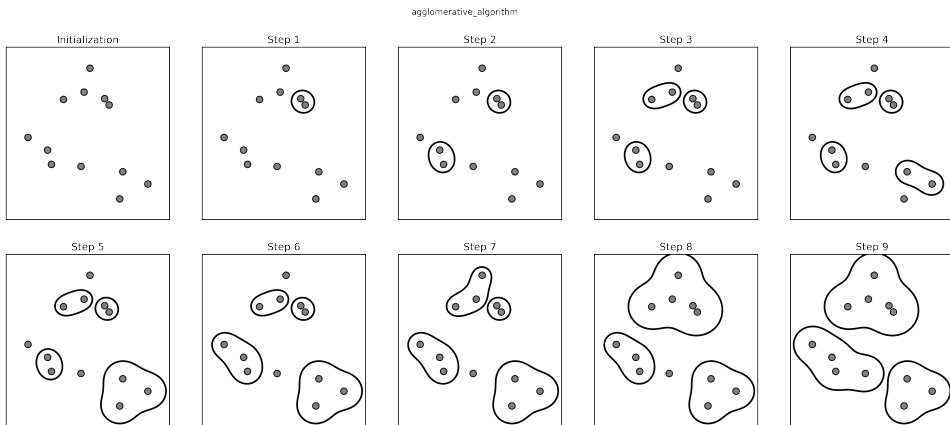 agglomerative_algorithm
Initialization
Step 1
Step 2
Step 3
Step 4
Step 5
Step 6
Step 7
Step 8
Step 9